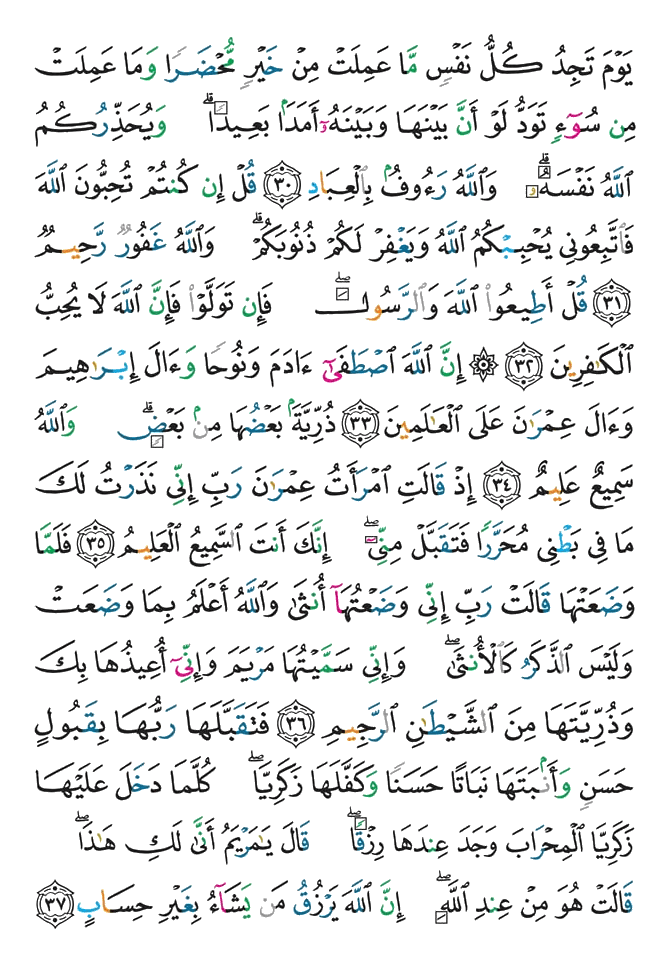 يَوْمَ تَجِدُ كُلُّ نَفْسٍ مَّا عَمِلَتْ مِنْ خَيْرٍ مُّحْضَرًا وَمَا عَمِلَتْ
مِن سُوٓءٍ تَوَدُّ لَوْ أَنَّ بَيْنَهَا وَبَيْنَهُۥٓ أَمَدَۢا بَعِيدًاۗ وَيُحَذِّرُكُمُ
ٱللَّهُ نَفْسَهُۥۗ وَٱللَّهُ رَءُوفُۢ بِٱلْعِبَادِ ٣٠ قُلْ إِن كُنتُمْ تُحِبُّونَ ٱللَّهَ
فَٱتَّبِعُونِي يُحْبِبْكُمُ ٱللَّهُ وَيَغْفِرْ لَكُمْ ذُنُوبَكُمْۗ وَٱللَّهُ غَفُورٌ رَّحِيمٌ
٣١ قُلْ أَطِيعُوا۟ ٱللَّهَ وَٱلرَّسُولَۖ فَإِن تَوَلَّوْا۟ فَإِنَّ ٱللَّهَ لَا يُحِبُّ
ٱلْكَٰفِرِينَ ٣٢ ۞ إِنَّ ٱللَّهَ ٱصْطَفَىٰٓ ءَادَمَ وَنُوحًا وَءَالَ إِبْرَٰهِيمَ
وَءَالَ عِمْرَٰنَ عَلَى ٱلْعَٰلَمِينَ ٣٣ ذُرِّيَّةَۢ بَعْضُهَا مِنۢ بَعْضٍۗ وَٱللَّهُ
سَمِيعٌ عَلِيمٌ ٣٤ إِذْ قَالَتِ ٱمْرَأَتُ عِمْرَٰنَ رَبِّ إِنِّي نَذَرْتُ لَكَ
مَا فِي بَطْنِي مُحَرَّرًا فَتَقَبَّلْ مِنِّيٓۖ إِنَّكَ أَنتَ ٱلسَّمِيعُ ٱلْعَلِيمُ ٣٥ فَلَمَّا
وَضَعَتْهَا قَالَتْ رَبِّ إِنِّي وَضَعْتُهَآ أُنثَىٰ وَٱللَّهُ أَعْلَمُ بِمَا وَضَعَتْ
وَلَيْسَ ٱلذَّكَرُ كَٱلْأُنثَىٰۖ وَإِنِّي سَمَّيْتُهَا مَرْيَمَ وَإِنِّيٓ أُعِيذُهَا بِكَ
وَذُرِّيَّتَهَا مِنَ ٱلشَّيْطَٰنِ ٱلرَّجِيمِ ٣٦ فَتَقَبَّلَهَا رَبُّهَا بِقَبُولٍ
حَسَنٍ وَأَنۢبَتَهَا نَبَاتًا حَسَنًا وَكَفَّلَهَا زَكَرِيَّاۖ كُلَّمَا دَخَلَ عَلَيْهَا
زَكَرِيَّا ٱلْمِحْرَابَ وَجَدَ عِندَهَا رِزْقًاۖ قَالَ يَٰمَرْيَمُ أَنَّىٰ لَكِ هَٰذَاۖ
قَالَتْ هُوَ مِنْ عِندِ ٱللَّهِۖ إِنَّ ٱللَّهَ يَرْزُقُ مَن يَشَآءُ بِغَيْرِ حِسَابٍ ٣٧